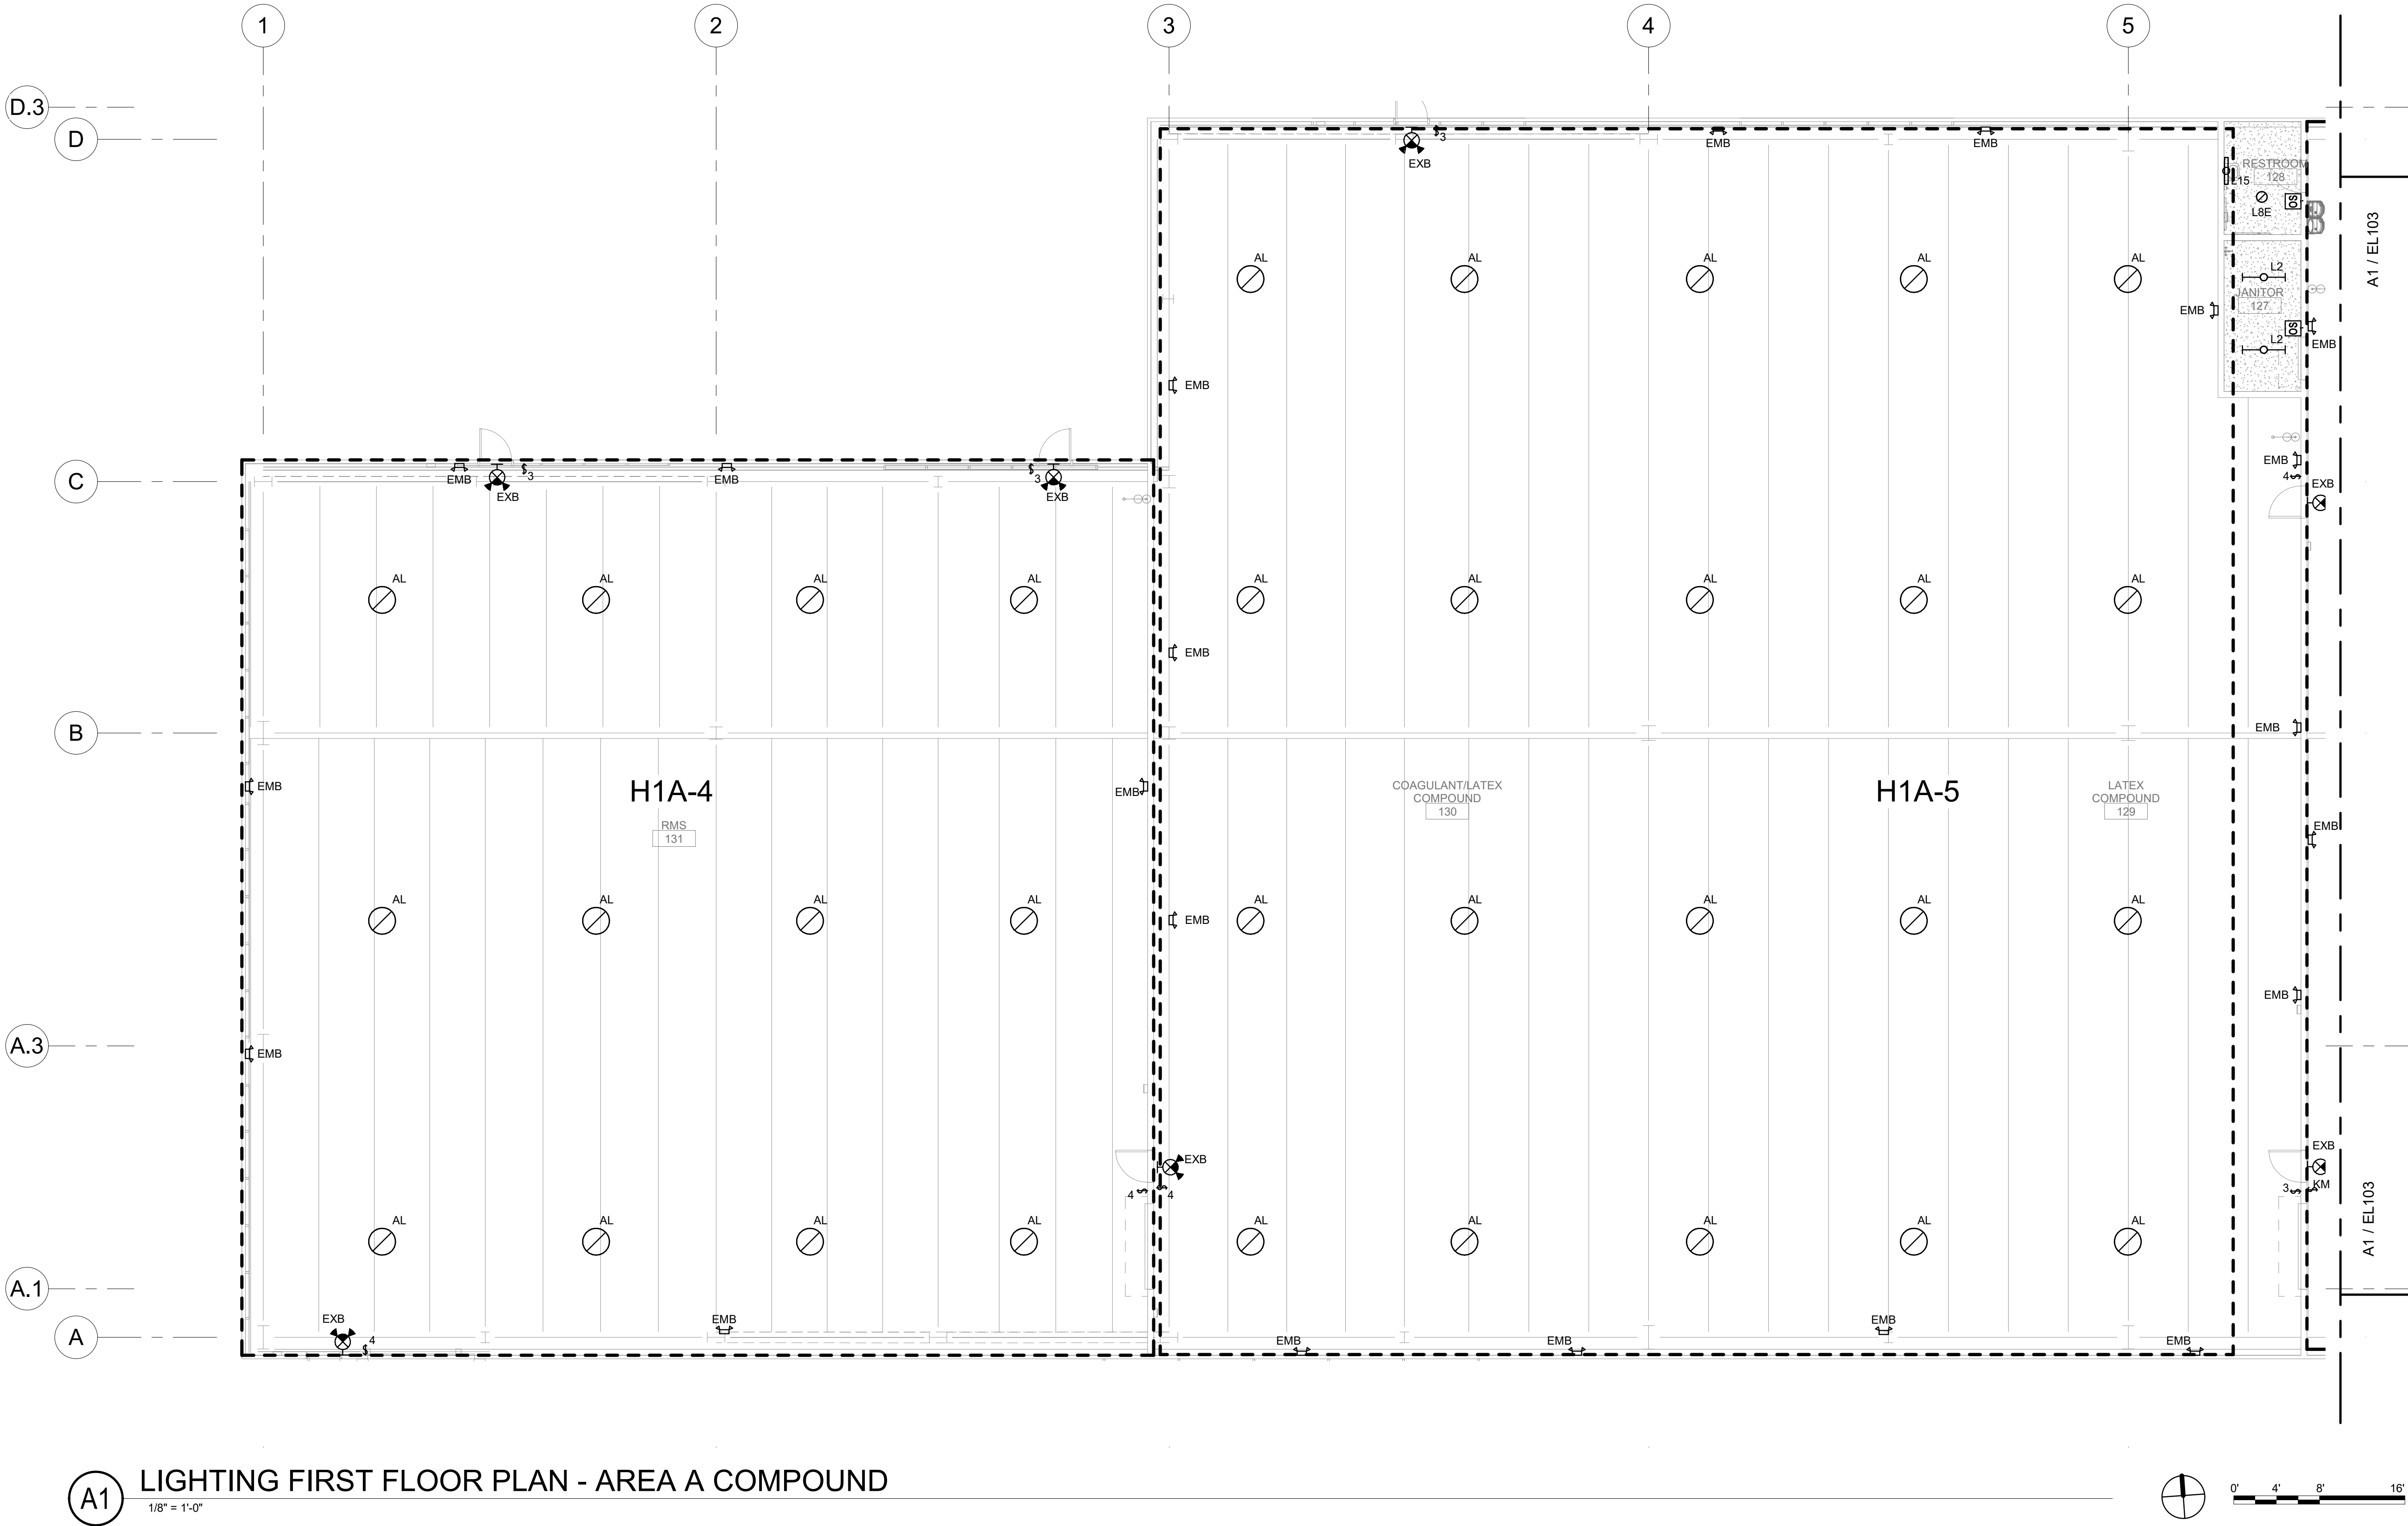 1 2 3 4 5
D.3
D
3
EXB
EMB EMB
RESTROOM
128
L15
L8E
OS
A1 / EL103
AL AL AL AL AL
L2
JANITOR
127
EMB
OS
L2
EMB
EMB
C
EMB
EXB
3
EMB
3
EXB
EMB
4
EXB
AL AL AL AL AL AL AL AL AL
EMB
B
EMB
EMB
H1A-4
EMB
COAGULANT/LATEX
COMPOUND
130
H1A-5
LATEX
COMPOUND
129
RMS
131
EMB
AL AL AL AL AL AL AL AL AL
EMB
EMB
A.3
EMB
EXB
EXB
4 4
3
KM
A1 / EL103
AL AL AL AL AL AL AL AL AL
A.1
A
EXB
4
EMB
EMB
EMB
EMB
EMB
A1
LIGHTING FIRST FLOOR PLAN - AREA A COMPOUND
1/8" = 1'-0"
0' 4' 8' 16'